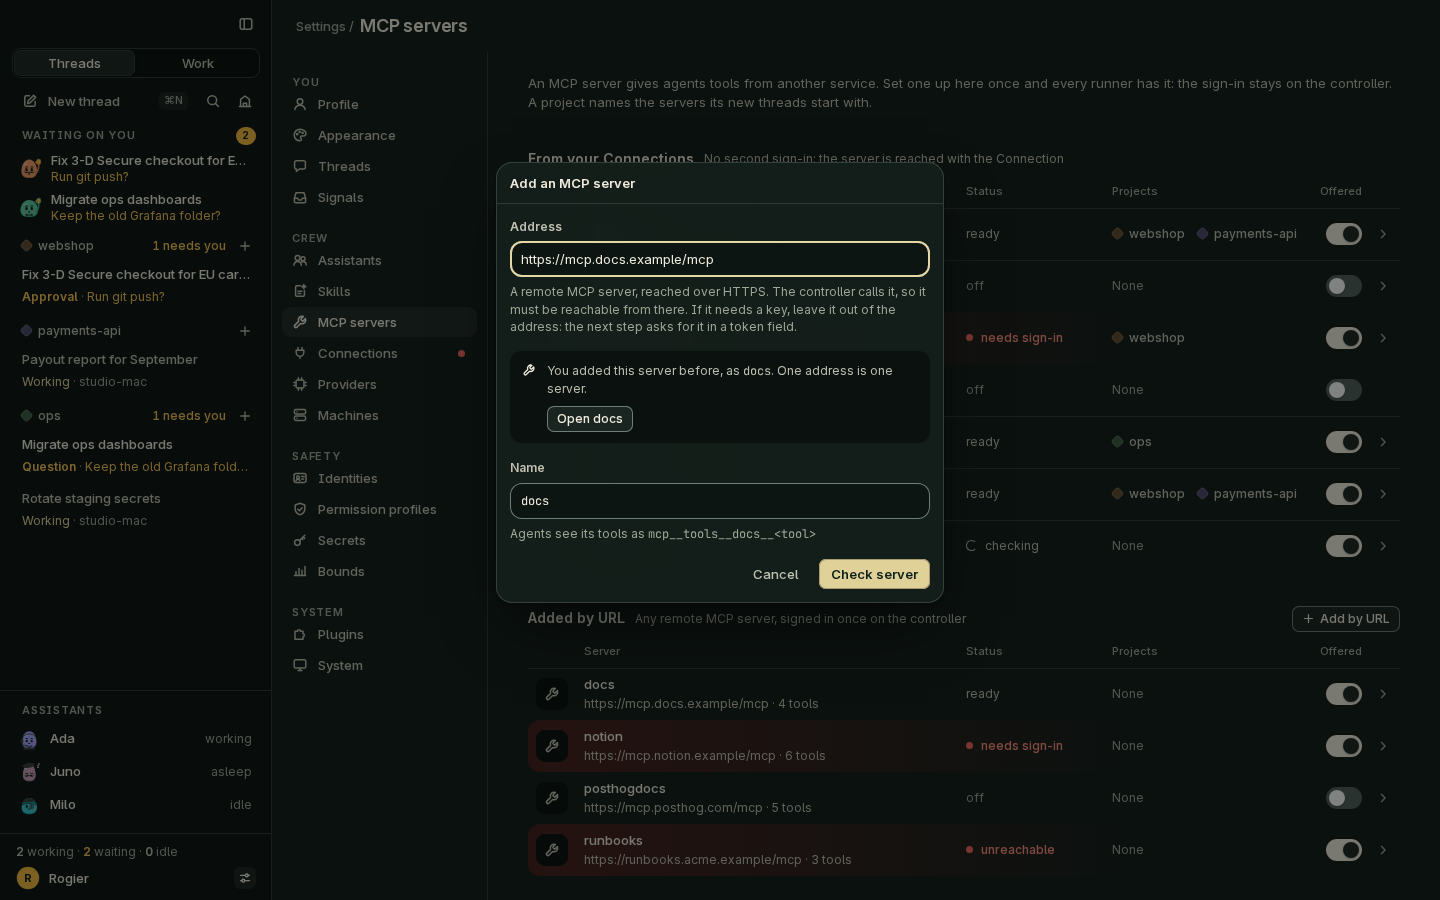 Settings / MCP servers
Threads
Work
New thread
⌘N
WAITING ON YOU
2
Fix 3-D Secure checkout for E...
Run git push?
Migrate ops dashboards
Keep the old Grafana folder?
webshop
1 needs you
Fix 3-D Secure checkout for EU car...
Approval · Run git push?
payments-api
Payout report for September
Working · studio-mac
ops
1 needs you
Migrate ops dashboards
Question · Keep the old Grafana fold...
Rotate staging secrets
Working · studio-mac
ASSISTANTS
Ada
working
Juno
asleep
Milo
idle
2 working · 2 waiting · 0 idle
R
Rogier
YOU
Profile
Appearance
Threads
Signals
CREW
Assistants
Skills
MCP servers
Connections
Providers
Machines
SAFETY
Identities
Permission profiles
Secrets
Bounds
SYSTEM
Plugins
System
An MCP server gives agents tools from another service. Set one up here once and every runner has it: the sign-in stays on the controller.
A project names the servers its new threads start with.
From your Connections
No second sign-in: the server is reached with the Connection
Status
Projects
Offered
ready
webshop
payments-api
off
None
needs sign-in
webshop
off
None
ready
ops
ready
webshop
payments-api
checking
None
Add an MCP server
Address
https://mcp.docs.example/mcp
A remote MCP server, reached over HTTPS. The controller calls it, so it
must be reachable from there. If it needs a key, leave it out of the
address: the next step asks for it in a token field.
You added this server before, as docs. One address is one
server.
Open docs
Name
docs
Agents see its tools as mcp__tools__docs__<tool>
Cancel
Check server
Added by URL
Any remote MCP server, signed in once on the controller
Add by URL
Server
Status
Projects
Offered
docs
https://mcp.docs.example/mcp · 4 tools
ready
None
notion
https://mcp.notion.example/mcp · 6 tools
needs sign-in
None
posthogdocs
https://mcp.posthog.com/mcp · 5 tools
off
None
runbooks
https://runbooks.acme.example/mcp · 3 tools
unreachable
None